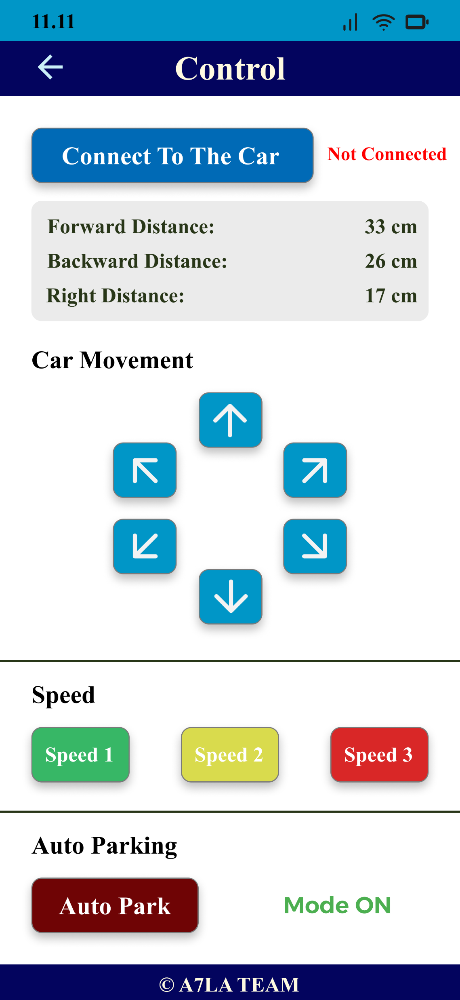 11.11
Control
Connect To The Car
Not Connected
Forward Distance: 33 cm
Backward Distance: 26 cm
Right Distance: 17 cm
Car Movement
Speed
Speed 1 Speed 2 Speed 3
Auto Parking
Auto Park Mode ON
© A7LA TEAM